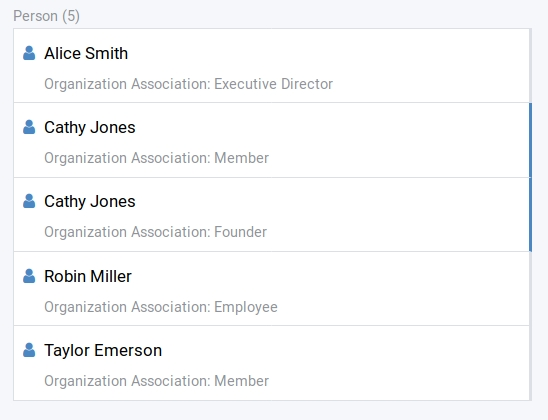 Person (5)
Alice Smith
Organization Association: Executive Director
Cathy Jones
Organization Association: Member
Cathy Jones
Organization Association: Founder
Robin Miller
Organization Association: Employee
Taylor Emerson
Organization Association: Member